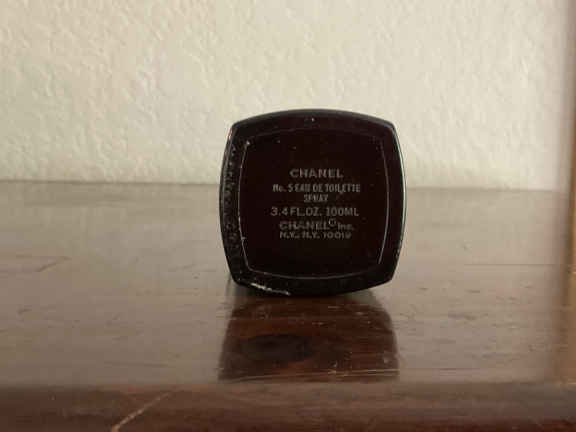 CHANEL
No. 5 EAU DE TOILETTE
SPRAY
3.4 FL.OZ. 100ML
CHANEL® Inc.
N.Y., N.Y. 10019